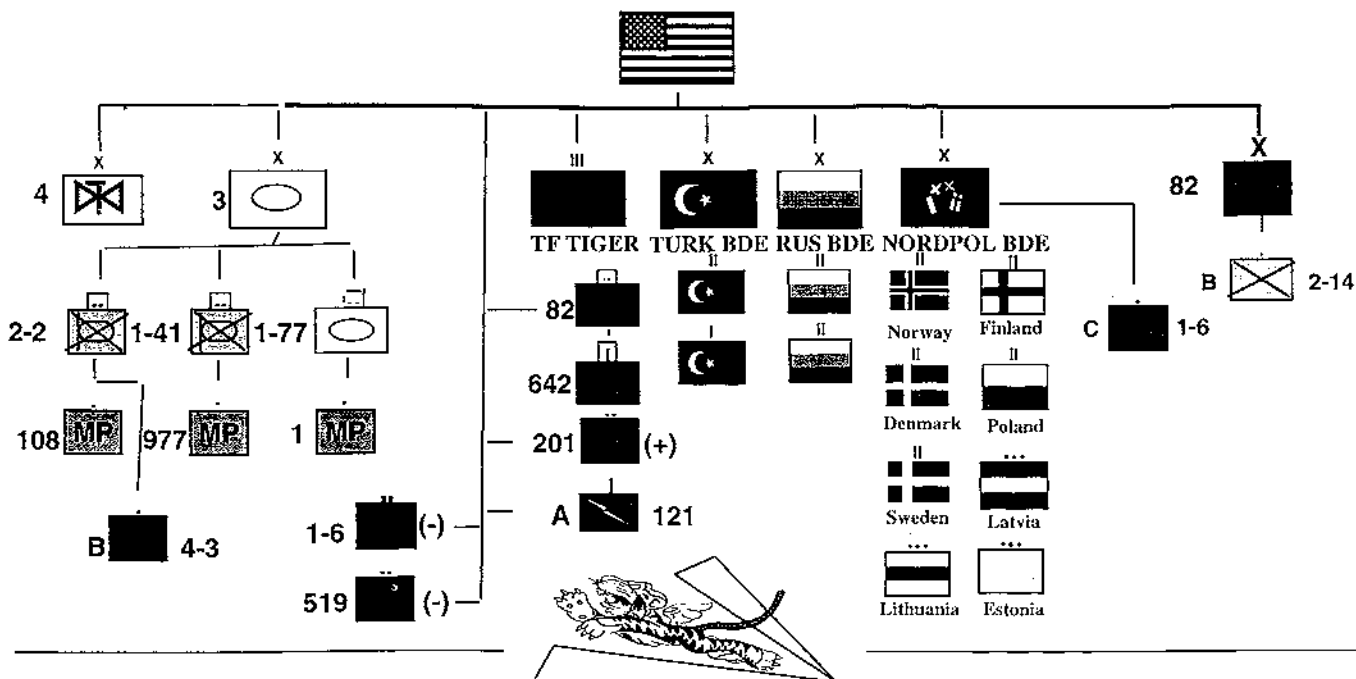 X X III X X X X
4 3 82
TF TIGER TURK BDE RUS BDE NORDPOL BDE
II II II II
2-2 1-41 1-77 82 Norway Finland B 2-14
II II
C 1-6
642 Denmark Poland
108 MP 977 MP 1 MP 201 (+)
II
Sweden Latvia
I
A 121
B 4-3 1-6 (-)
519 (-) Lithuania Estonia